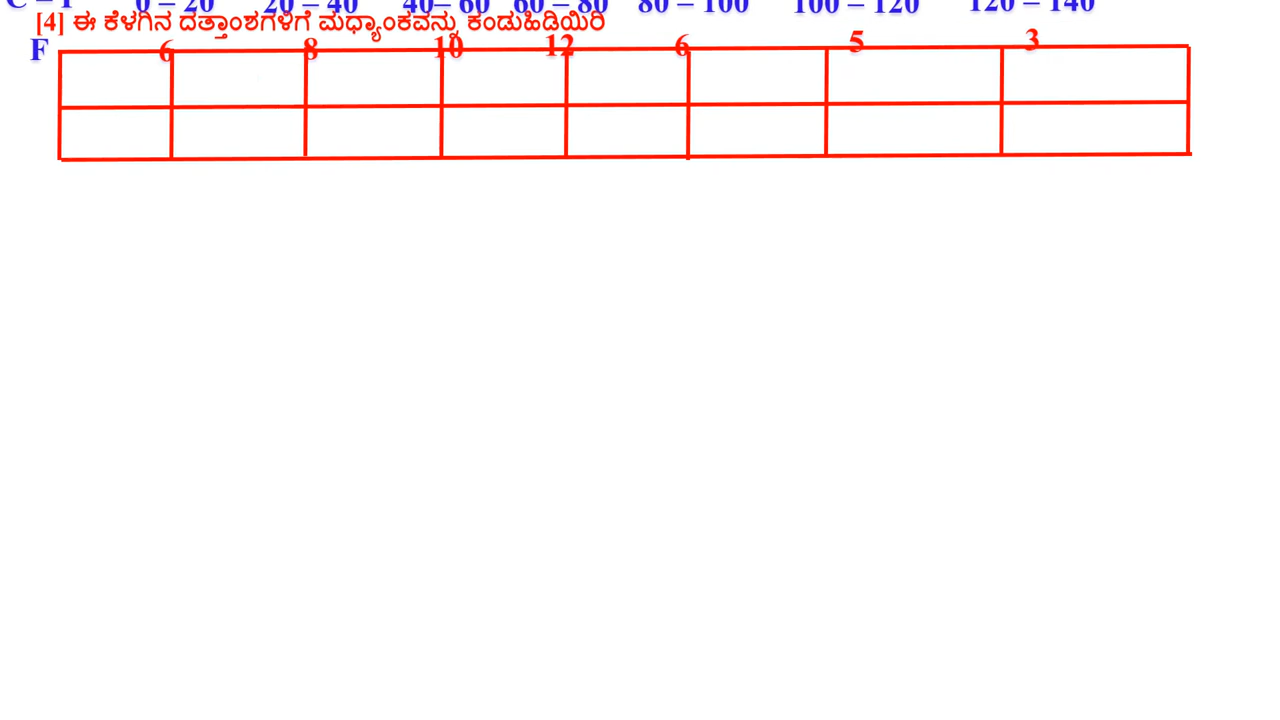 C – I 0 – 20 20 – 40 40– 60 60 – 80 80 – 100 100 – 120 120 – 140
[4] ಈ ಕೆಳಗಿನ ದತ್ತಾಂಶಗಳಿಗೆ ಮಧ್ಯಾಂಕವನ್ನು ಕಂಡುಹಿಡಿಯಿರಿ
F 6 8 10 12 6 5 3